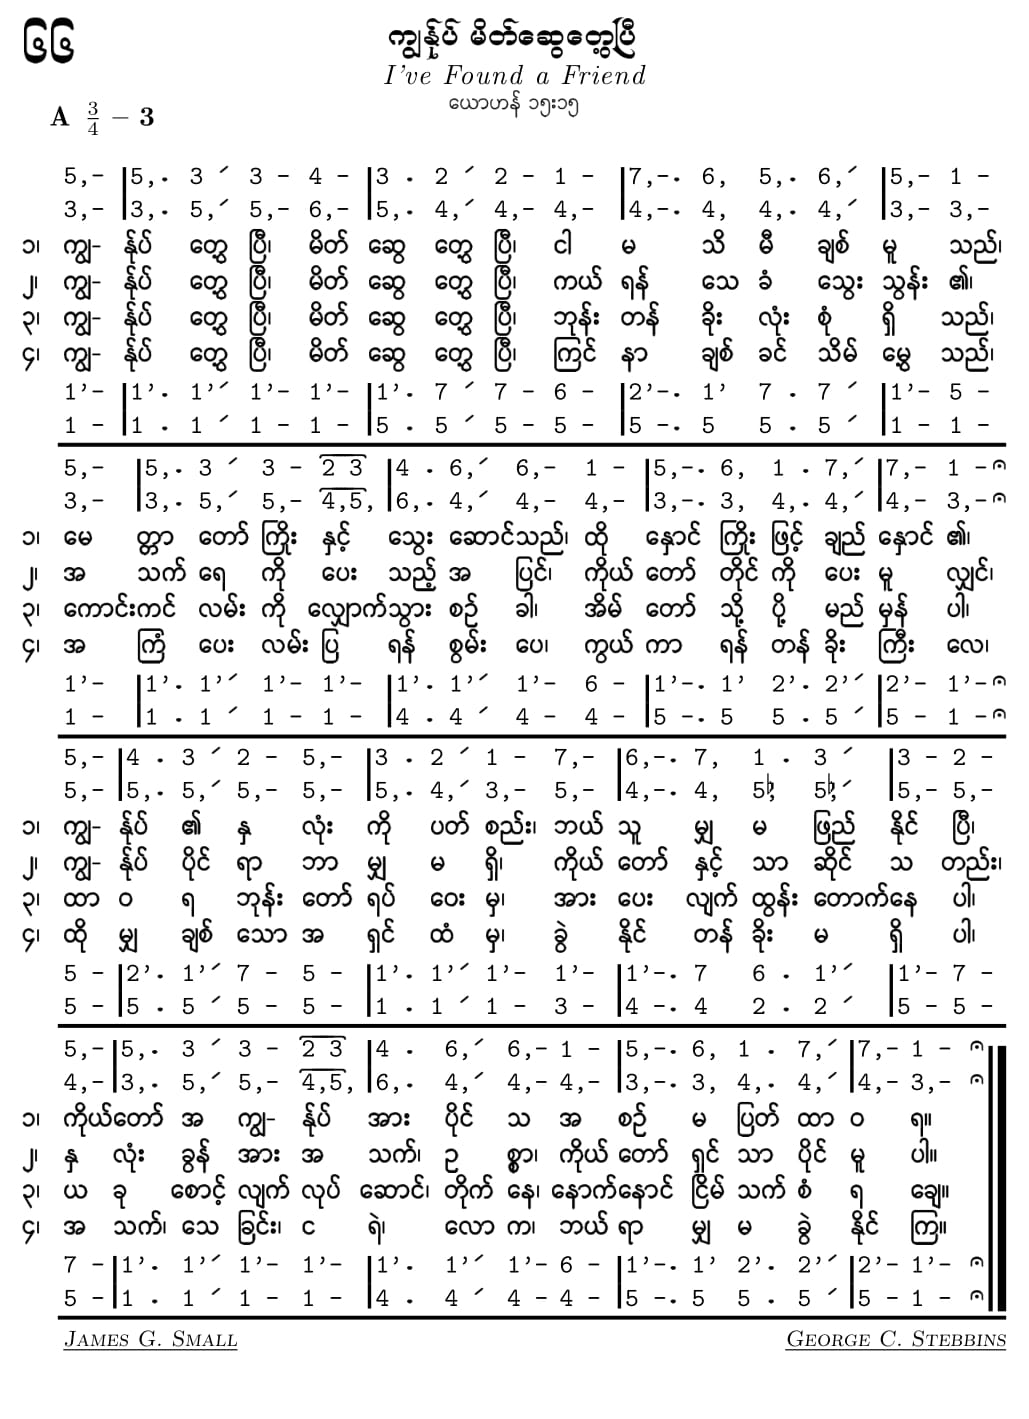 ၆၆
ကျွန်ုပ် မိတ်ဆွေတွေ့ပြီ
I've Found a Friend
ယောဟန် ၁၅း၁၅
A 3/4 – 3
5,– |5,. 3 ˊ 3 – 4 – |3 . 2 ˊ 2 – 1 – |7,–. 6, 5,. 6,ˊ |5,– 1 –
3,– |3,. 5,ˊ 5,– 6,– |5,. 4,ˊ 4,– 4,– |4,–. 4, 4,. 4,ˊ |3,– 3,–
၁၊ ကျွ– န်ုပ် တွေ့ ပြီ၊ မိတ် ဆွေ တွေ့ ပြီ၊ ငါ မ သိ မီ ချစ် မူ သည်၊
၂၊ ကျွ– န်ုပ် တွေ့ ပြီ၊ မိတ် ဆွေ တွေ့ ပြီ၊ ကယ် ရန် သေ ခံ သွေး သွန်း ၏၊
၃၊ ကျွ– န်ုပ် တွေ့ ပြီ၊ မိတ် ဆွေ တွေ့ ပြီ၊ ဘုန်း တန် ခိုး လုံး စုံ ရှိ သည်၊
၄၊ ကျွ– န်ုပ် တွေ့ ပြီ၊ မိတ် ဆွေ တွေ့ ပြီ၊ ကြင် နာ ချစ် ခင် သိမ် မွေ့ သည်၊
1’– |1’. 1’ˊ 1’– 1’– |1’. 7 ˊ 7 – 6 – |2’–. 1’ 7 . 7 ˊ |1’– 5 –
1 – |1 . 1 ˊ 1 – 1 – |5 . 5 ˊ 5 – 5 – |5 –. 5 5 . 5 ˊ |1 – 1 –
5,– |5,. 3 ˊ 3 – 2 3 |4 . 6,ˊ 6,– 1 – |5,–. 6, 1 . 7,ˊ |7,– 1 –𝄐
3,– |3,. 5,ˊ 5,– 4,5, |6,. 4,ˊ 4,– 4,– |3,–. 3, 4,. 4,ˊ |4,– 3,–𝄐
၁၊ မေ တ္တာ တော် ကြိုး နှင့် သွေး ဆောင်သည်၊ ထို နှောင် ကြိုး ဖြင့် ချည် နှောင် ၏၊
၂၊ အ သက် ရေ ကို ပေး သည့် အ ပြင်၊ ကိုယ် တော် တိုင် ကို ပေး မူ လျှင်၊
၃၊ ကောင်းကင် လမ်း ကို လျှောက်သွား စဉ် ခါ၊ အိမ် တော် သို့ ပို့ မည် မှန် ပါ၊
၄၊ အ ကြံ ပေး လမ်း ပြ ရန် စွမ်း ပေ၊ ကွယ် ကာ ရန် တန် ခိုး ကြီး လေ၊
1’– |1’. 1’ˊ 1’– 1’– |1’. 1’ˊ 1’– 6 – |1’–. 1’ 2’. 2’ˊ |2’– 1’–𝄐
1 – |1 . 1 ˊ 1 – 1 – |4 . 4 ˊ 4 – 4 – |5 –. 5 5 . 5 ˊ |5 – 1 –𝄐
5,– |4 . 3 ˊ 2 – 5,– |3 . 2 ˊ 1 – 7,– |6,–. 7, 1 . 3 ˊ |3 – 2 –
5,– |5,. 5,ˊ 5,– 5,– |5,. 4,ˊ 3,– 5,– |4,–. 4, 5♭, 5♭,ˊ |5,– 5,–
၁၊ ကျွ– န်ုပ် ၏ နှ လုံး ကို ပတ် စည်း၊ ဘယ် သူ မျှ မ ဖြည် နိုင် ပြီ၊
၂၊ ကျွ– န်ုပ် ပိုင် ရာ ဘာ မျှ မ ရှိ၊ ကိုယ် တော် နှင့် သာ ဆိုင် သ တည်း၊
၃၊ ထာ ဝ ရ ဘုန်း တော် ရပ် ဝေး မှ၊ အား ပေး လျက် ထွန်း တောက်နေ ပါ၊
၄၊ ထို မျှ ချစ် သော အ ရှင် ထံ မှ၊ ခွဲ နိုင် တန် ခိုး မ ရှိ ပါ၊
5 – |2’. 1’ˊ 7 – 5 – |1’. 1’ˊ 1’– 1’– |1’–. 7 6 . 1’ˊ |1’– 7 –
5 – |5 . 5 ˊ 5 – 5 – |1 . 1 ˊ 1 – 3 – |4 –. 4 2 . 2 ˊ |5 – 5 –
5,– |5,. 3 ˊ 3 – 2 3 |4 . 6,ˊ 6,– 1 – |5,–. 6, 1 . 7,ˊ |7,– 1 – 𝄐
4,– |3,. 5,ˊ 5,– 4,5, |6,. 4,ˊ 4,– 4,– |3,–. 3, 4,. 4,ˊ |4,– 3,– 𝄐
၁၊ ကိုယ်တော် အ ကျွ– န်ုပ် အား ပိုင် သ အ စဉ် မ ပြတ် ထာ ဝ ရ။
၂၊ နှ လုံး ခွန် အား အ သက်၊ ဥ စ္စာ၊ ကိုယ် တော် ရှင် သာ ပိုင် မူ ပါ။
၃၊ ယ ခု စောင့် လျက် လုပ် ဆောင်၊ တိုက် နေ၊ နောက်နောင် ငြိမ် သက် စံ ရ ချေ။
၄၊ အ သက်၊ သေ ခြင်း၊ င ရဲ၊ လော က၊ ဘယ် ရာ မျှ မ ခွဲ နိုင် ကြ။
7 – |1’. 1’ˊ 1’– 1’– |1’. 1’ˊ 1’– 6 – |1’–. 1’ 2’. 2’ˊ |2’– 1’– 𝄐
5 – |1 . 1 ˊ 1 – 1 – |4 . 4 ˊ 4 – 4 – |5 –. 5 5 . 5 ˊ |5 – 1 – 𝄐
JAMES G. SMALL
GEORGE C. STEBBINS